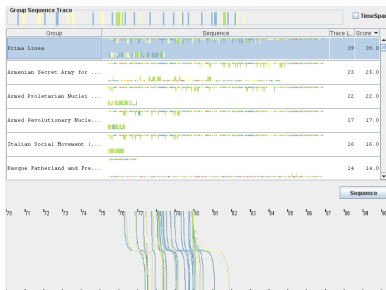 Group Sequence Trace
TimeSpan
Group Sequence Trace L... Score
Prima Linea 39 39.0
Armenian Secret Army for ... 25 25.0
Armed Proletarian Nuclei ... 22 22.0
Armed Revolutionary Nucle... 17 17.0
Italian Social Movement (... 16 16.0
Basque Fatherland and Fre... 14 14.0
Sequence
'70 '71 '72 '73 '74 '75 '76 '77 '78 '79 '80 '81 '82 '83 '84 '85 '86 '87 '88 '89 '90